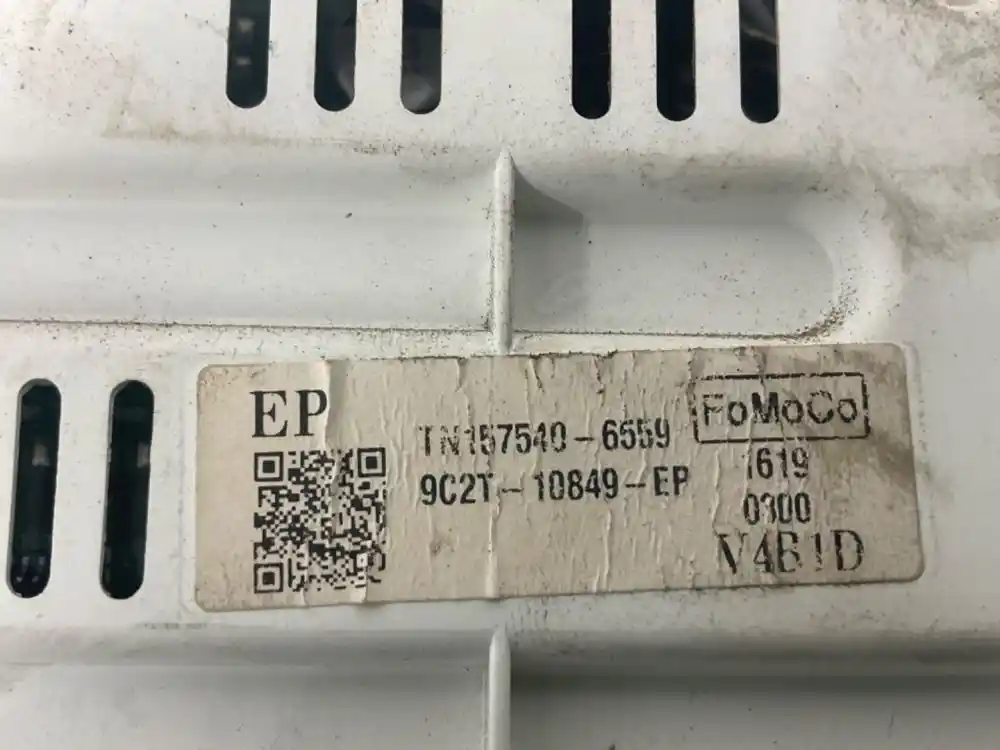 EP
TN157540-6559
9C2T-10849-EP
FoMoCo
1619
0300
V4B1D